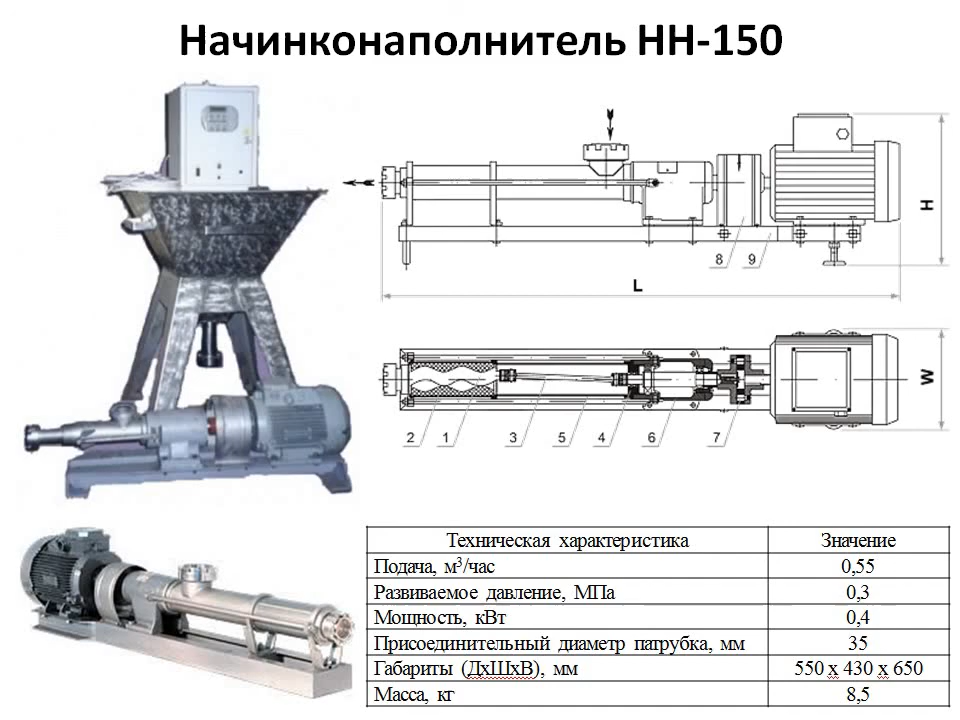 Начинконаполнитель НН-150
H
8 9
L
W
2 1 3 5 4 6 7
Техническая характеристика Значение
Подача, м³/час 0,55
Развиваемое давление, МПа 0,3
Мощность, кВт 0,4
Присоединительный диаметр патрубка, мм 35
Габариты (ДхШхВ), мм 550 х 430 х 650
Масса, кг 8,5